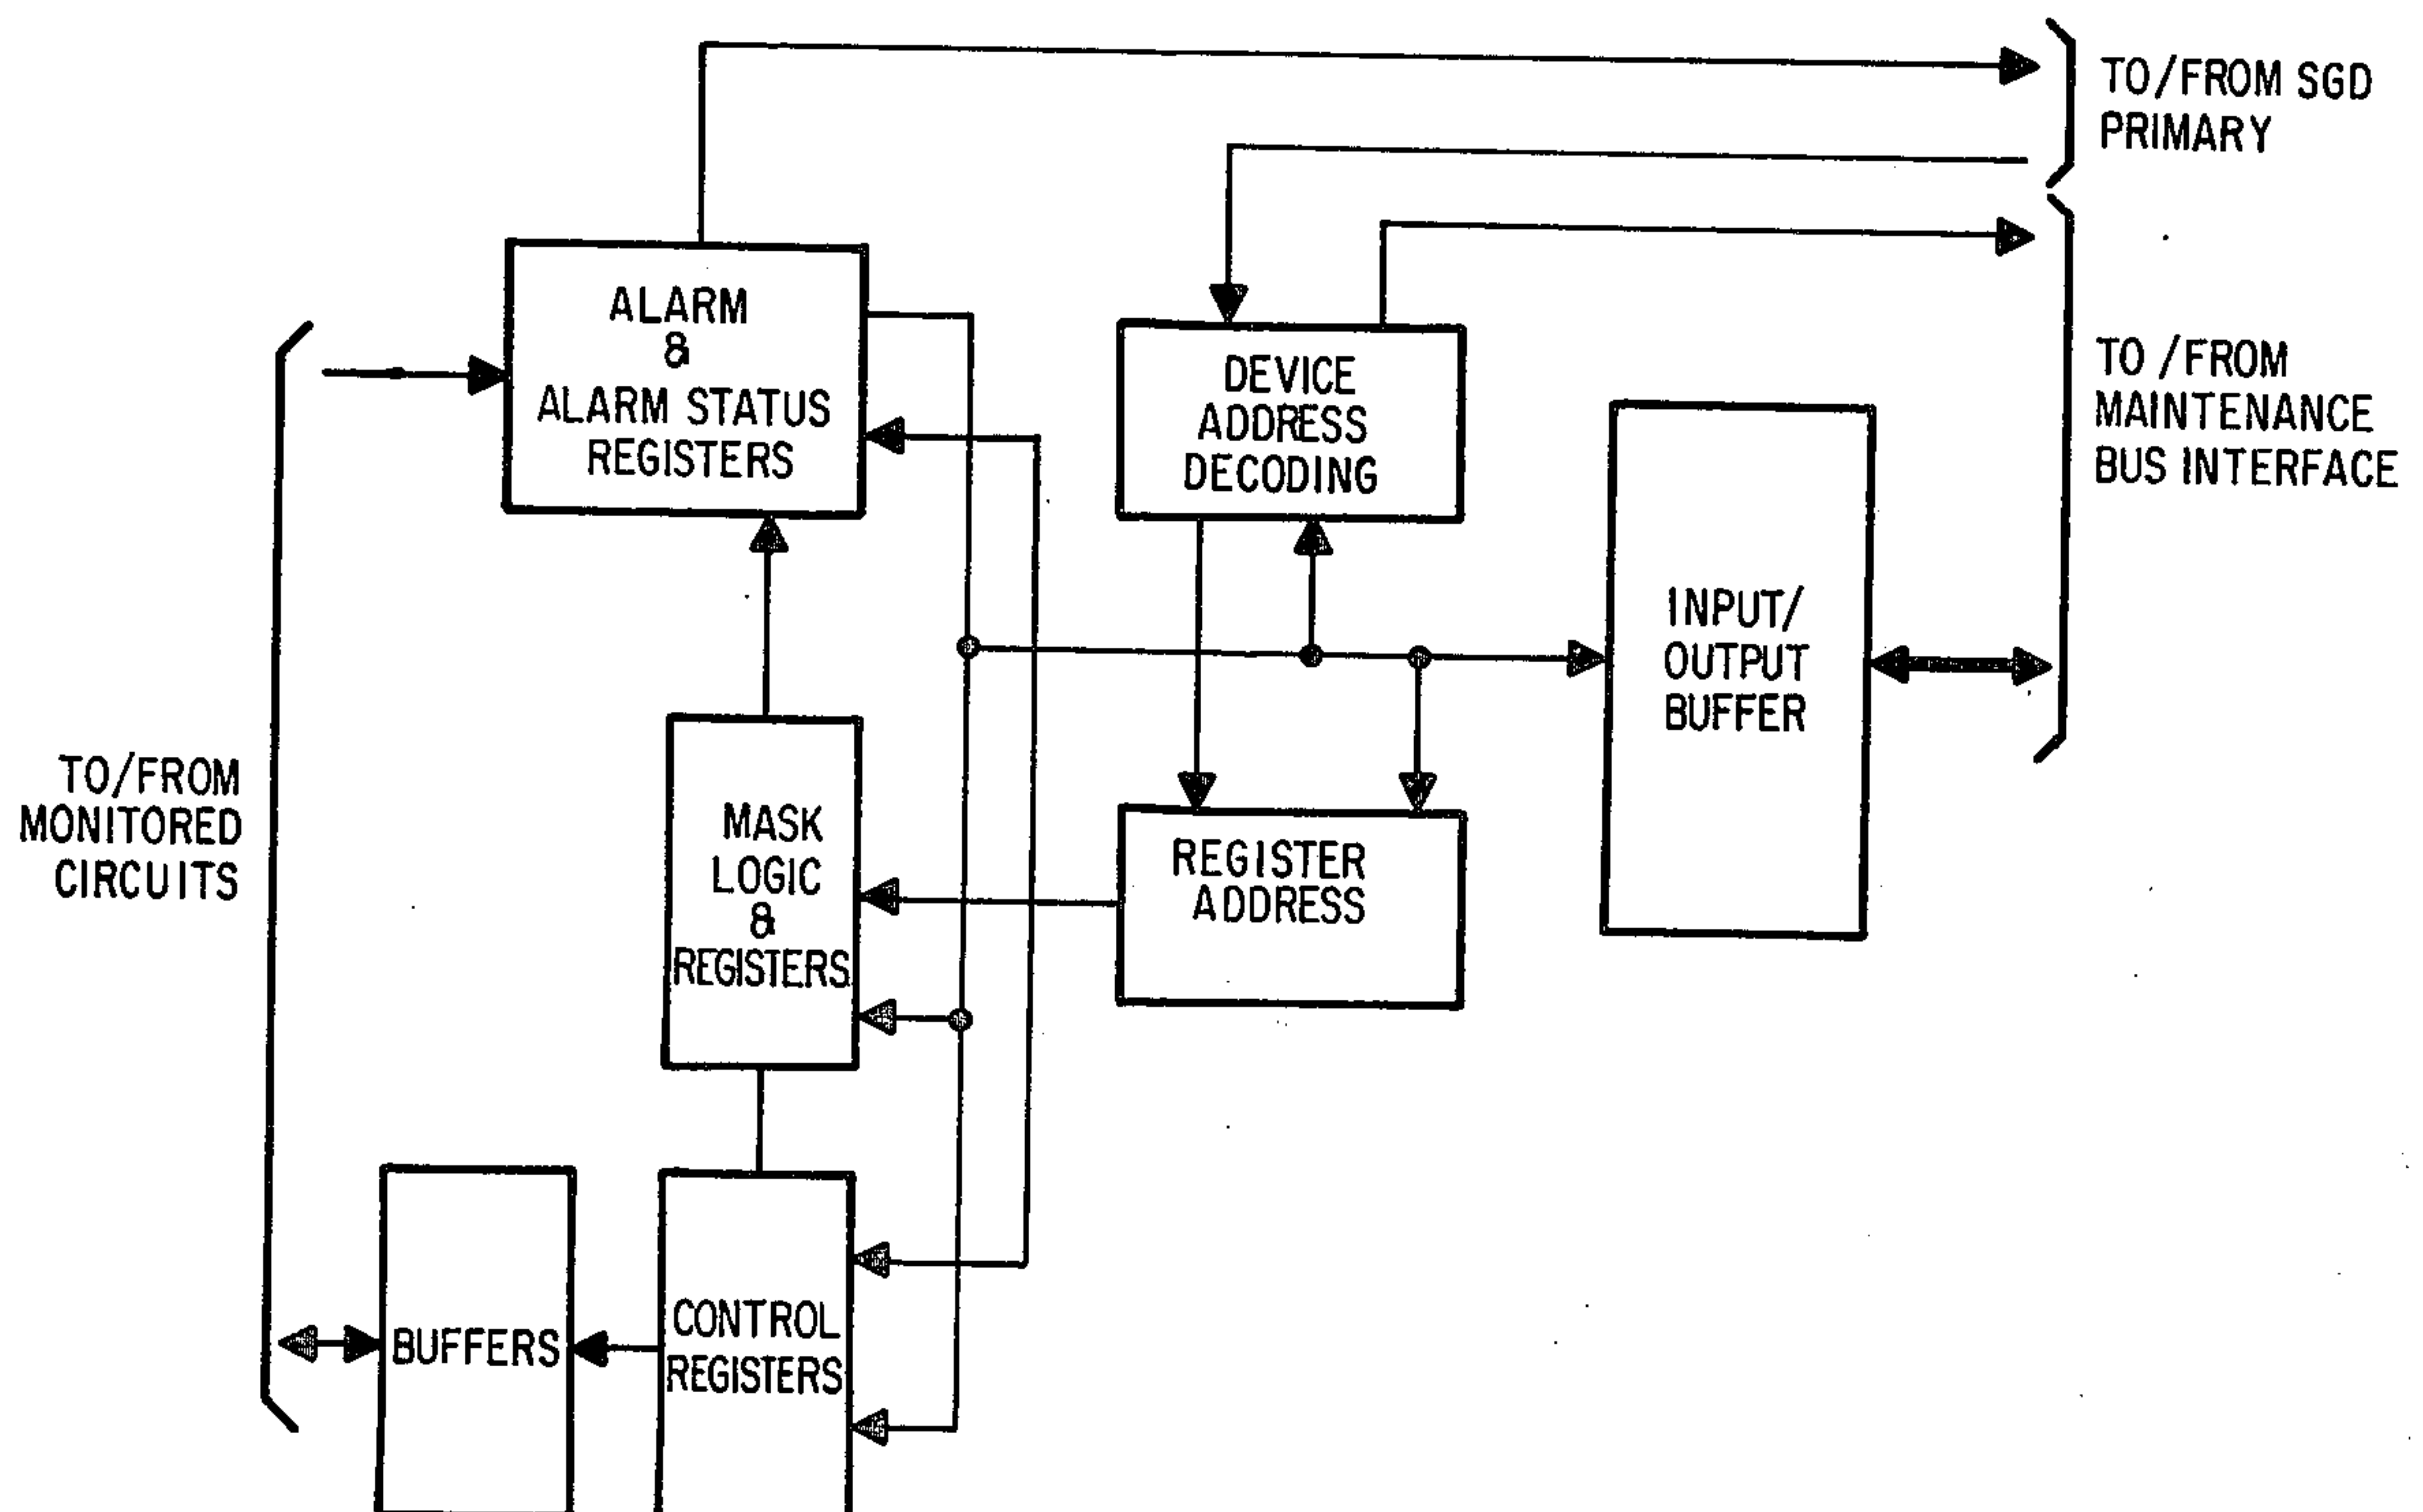 TO/FROM SGD
PRIMARY
ALARM
&
ALARM STATUS
REGISTERS
DEVICE
ADDRESS
DECODING
TO/FROM
MAINTENANCE
BUS INTERFACE
INPUT/
OUTPUT
BUFFER
TO/FROM
MONITORED
CIRCUITS
MASK
LOGIC
&
REGISTERS
REGISTER
ADDRESS
BUFFERS
CONTROL
REGISTERS